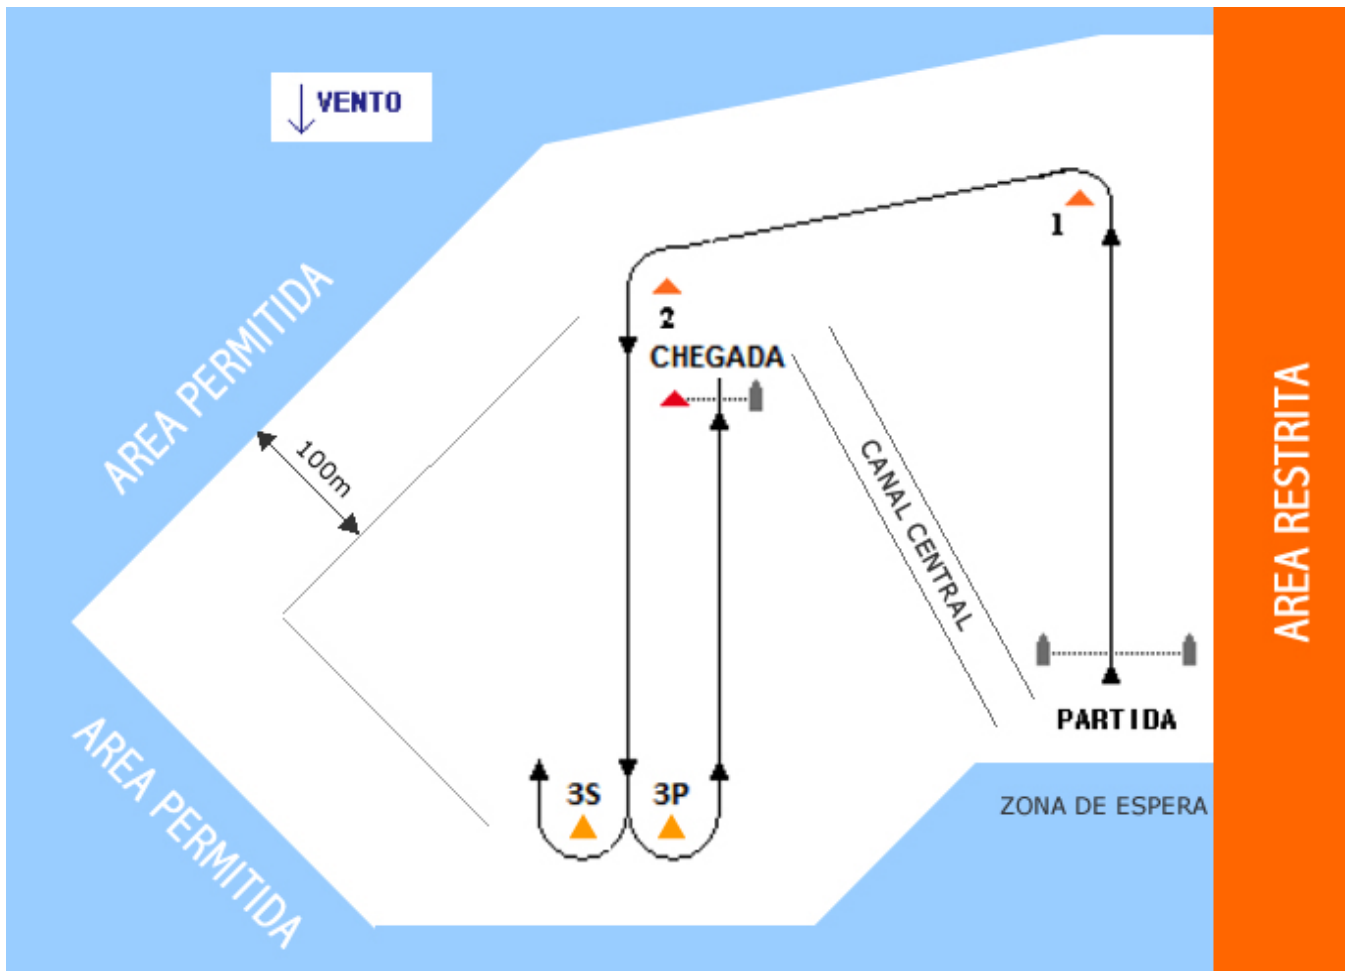 VENTO
1
2
CHEGADA
AREA PERMITIDA
100m
CANAL CENTRAL
AREA RESTRITA
PARTIDA
3S
3P
ZONA DE ESPERA
AREA PERMITIDA